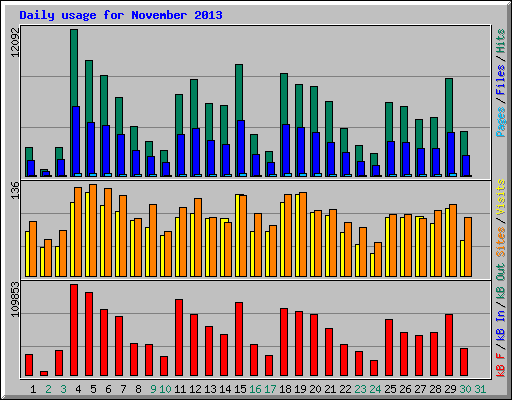 Daily usage for November 2013
12092
Pages / Files / Hits
136
Sites / Visits
109853
kB F / kB In / kB Out
1 2 3 4 5 6 7 8 9 10 11 12 13 14 15 16 17 18 19 20 21 22 23 24 25 26 27 28 29 30 31